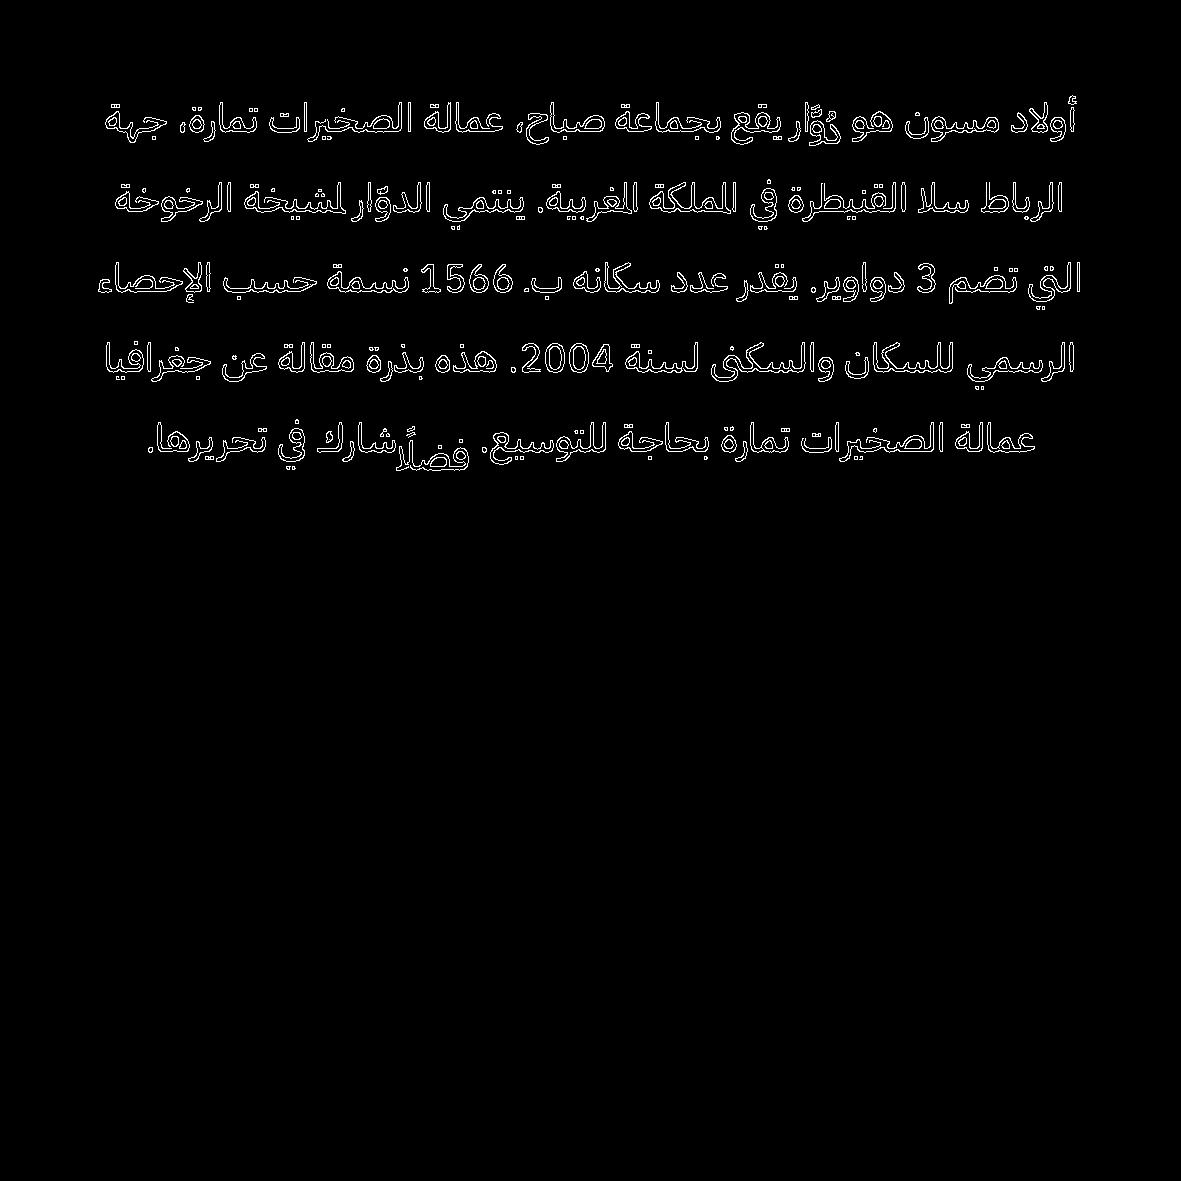 أولاد مسون هو دُوَّار يقع بجماعة صباح، عمالة الصخيرات تمارة، جهة
الرباط سلا القنيطرة في المملكة المغربية. ينتمي الدوّار لمشيخة الرخوخة
التي تضم 3 دواوير. يقدر عدد سكانه ب. 1566 نسمة حسب الإحصاء
الرسمي للسكان والسكنى لسنة 2004. هذه بذرة مقالة عن جغرافيا
عمالة الصخيرات تمارة بحاجة للتوسيع. فضلًا شارك في تحريرها.